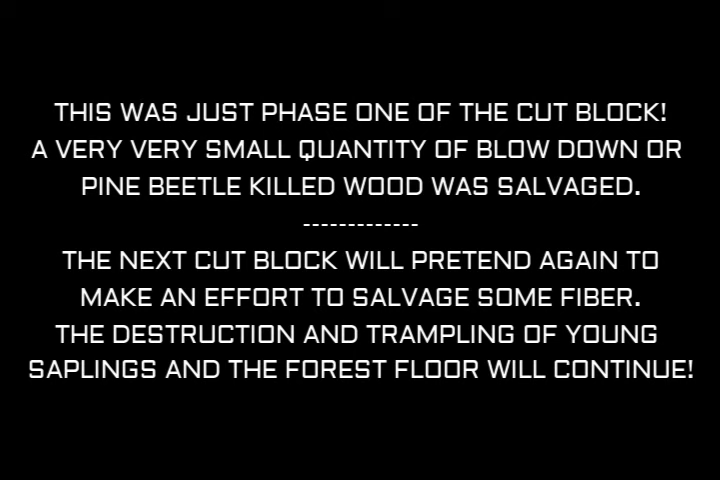 THIS WAS JUST PHASE ONE OF THE CUT BLOCK!
A VERY VERY SMALL QUANTITY OF BLOW DOWN OR
PINE BEETLE KILLED WOOD WAS SALVAGED.
-------------
THE NEXT CUT BLOCK WILL PRETEND AGAIN TO
MAKE AN EFFORT TO SALVAGE SOME FIBER.
THE DESTRUCTION AND TRAMPLING OF YOUNG
SAPLINGS AND THE FOREST FLOOR WILL CONTINUE!